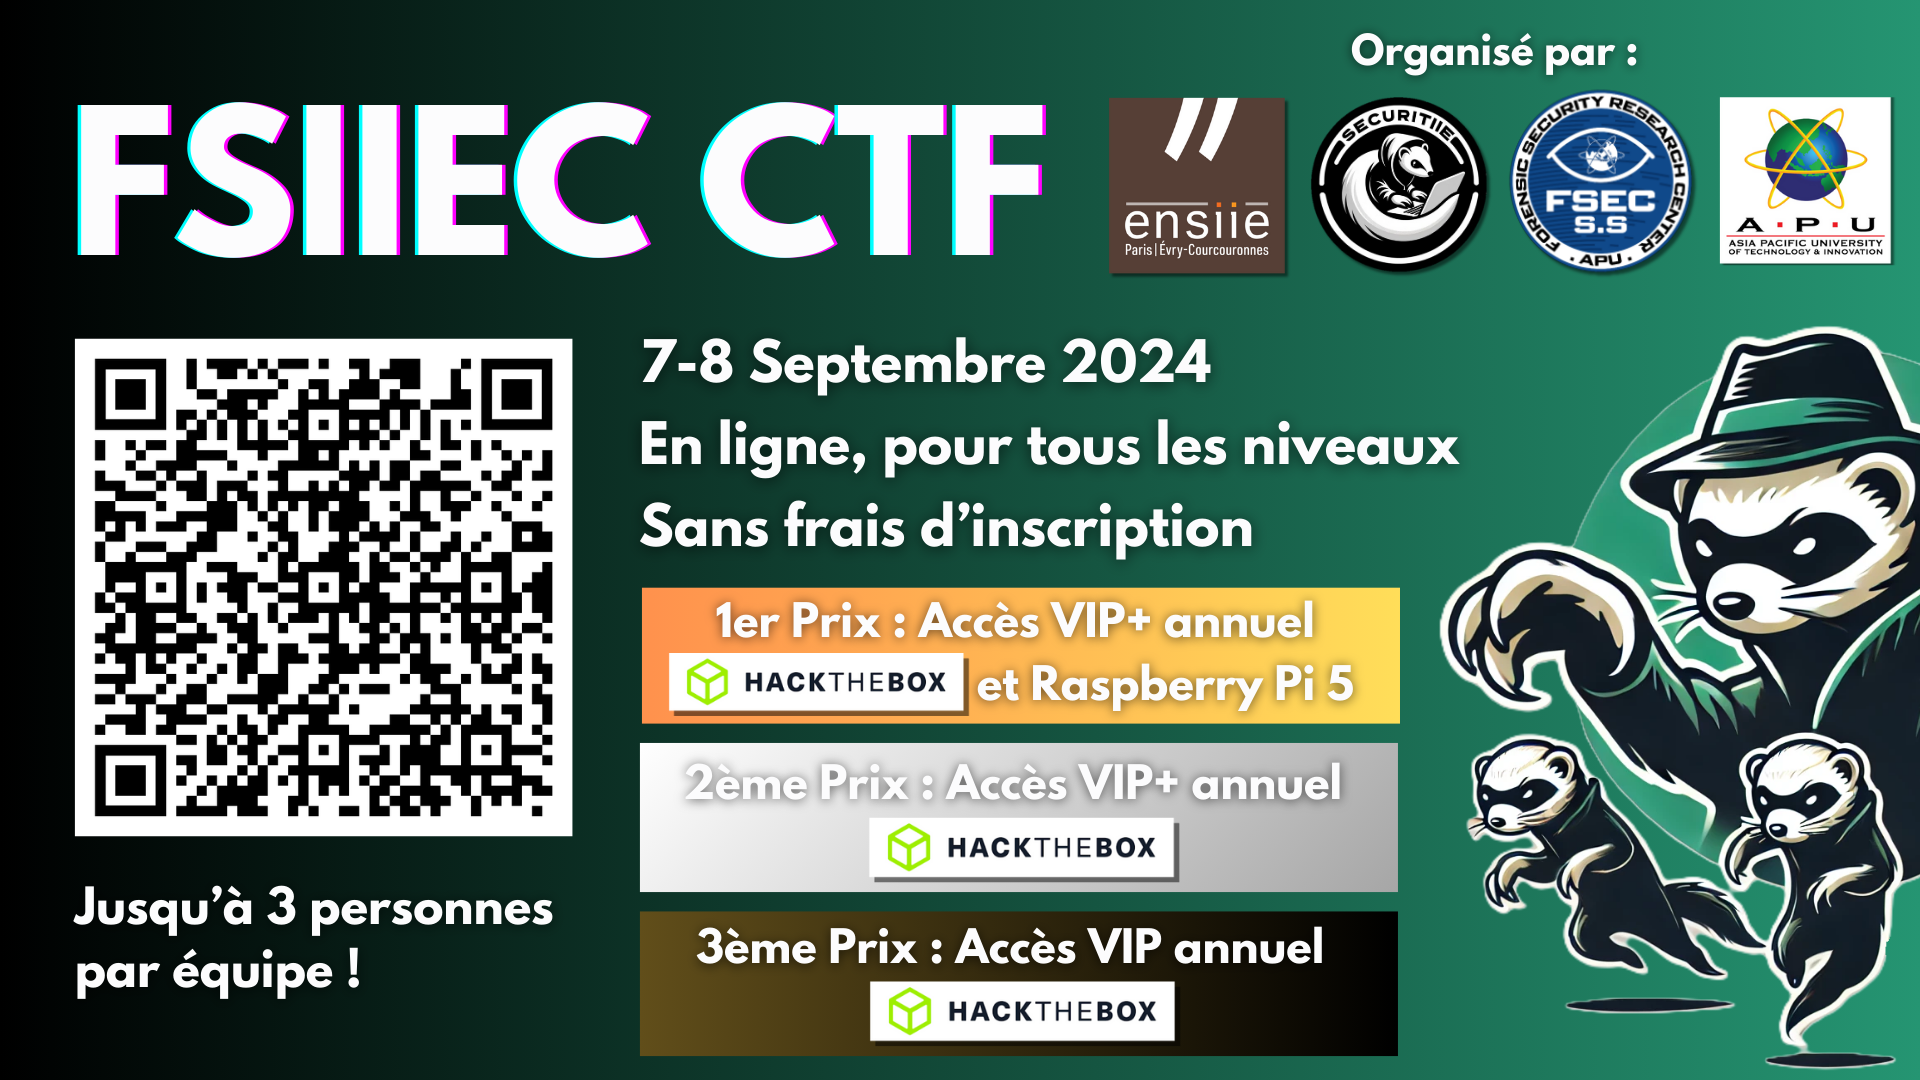 Organisé par :
FSIIEC CTF
ensiie
Paris | Évry-Courcouronnes
SECURITIIE
FORENSIC SECURITY RESEARCH CENTER
FSEC
S.S
· APU ·
A · P · U
ASIA PACIFIC UNIVERSITY
OF TECHNOLOGY & INNOVATION
7-8 Septembre 2024
En ligne, pour tous les niveaux
Sans frais d’inscription
1er Prix : Accès VIP+ annuel
HACKTHEBOX et Raspberry Pi 5
2ème Prix : Accès VIP+ annuel
HACKTHEBOX
3ème Prix : Accès VIP annuel
HACKTHEBOX
Jusqu’à 3 personnes
par équipe !